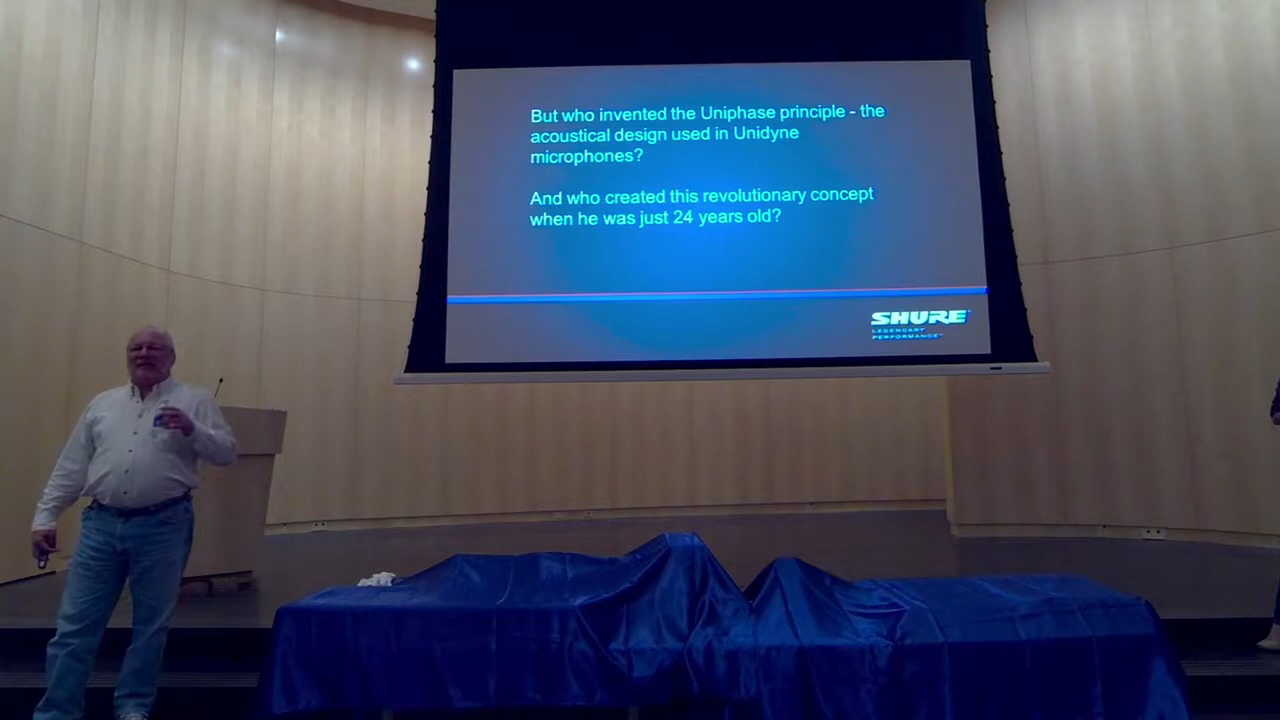 But who invented the Uniphase principle - the
acoustical design used in Unidyne
microphones?
And who created this revolutionary concept
when he was just 24 years old?
SHURE
LEGENDARY
PERFORMANCE™